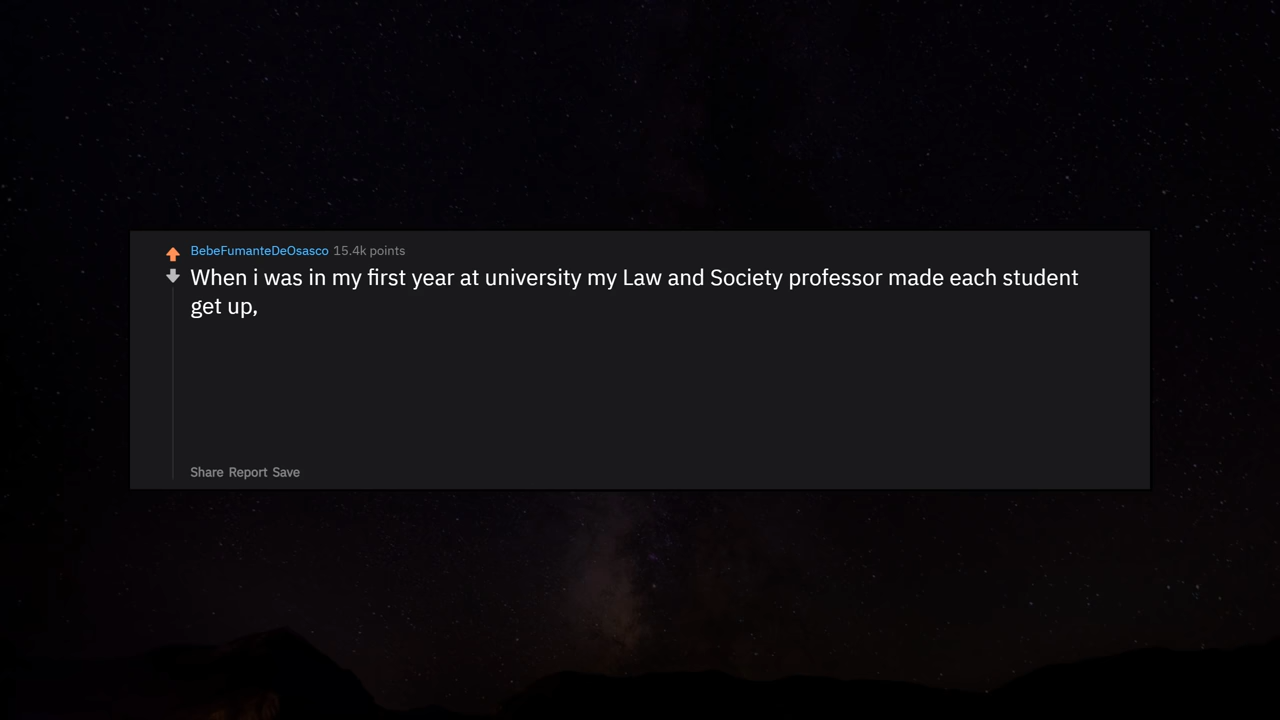 BebeFumanteDeOsasco 15.4k points
When i was in my first year at university my Law and Society professor made each student
get up,
Share Report Save